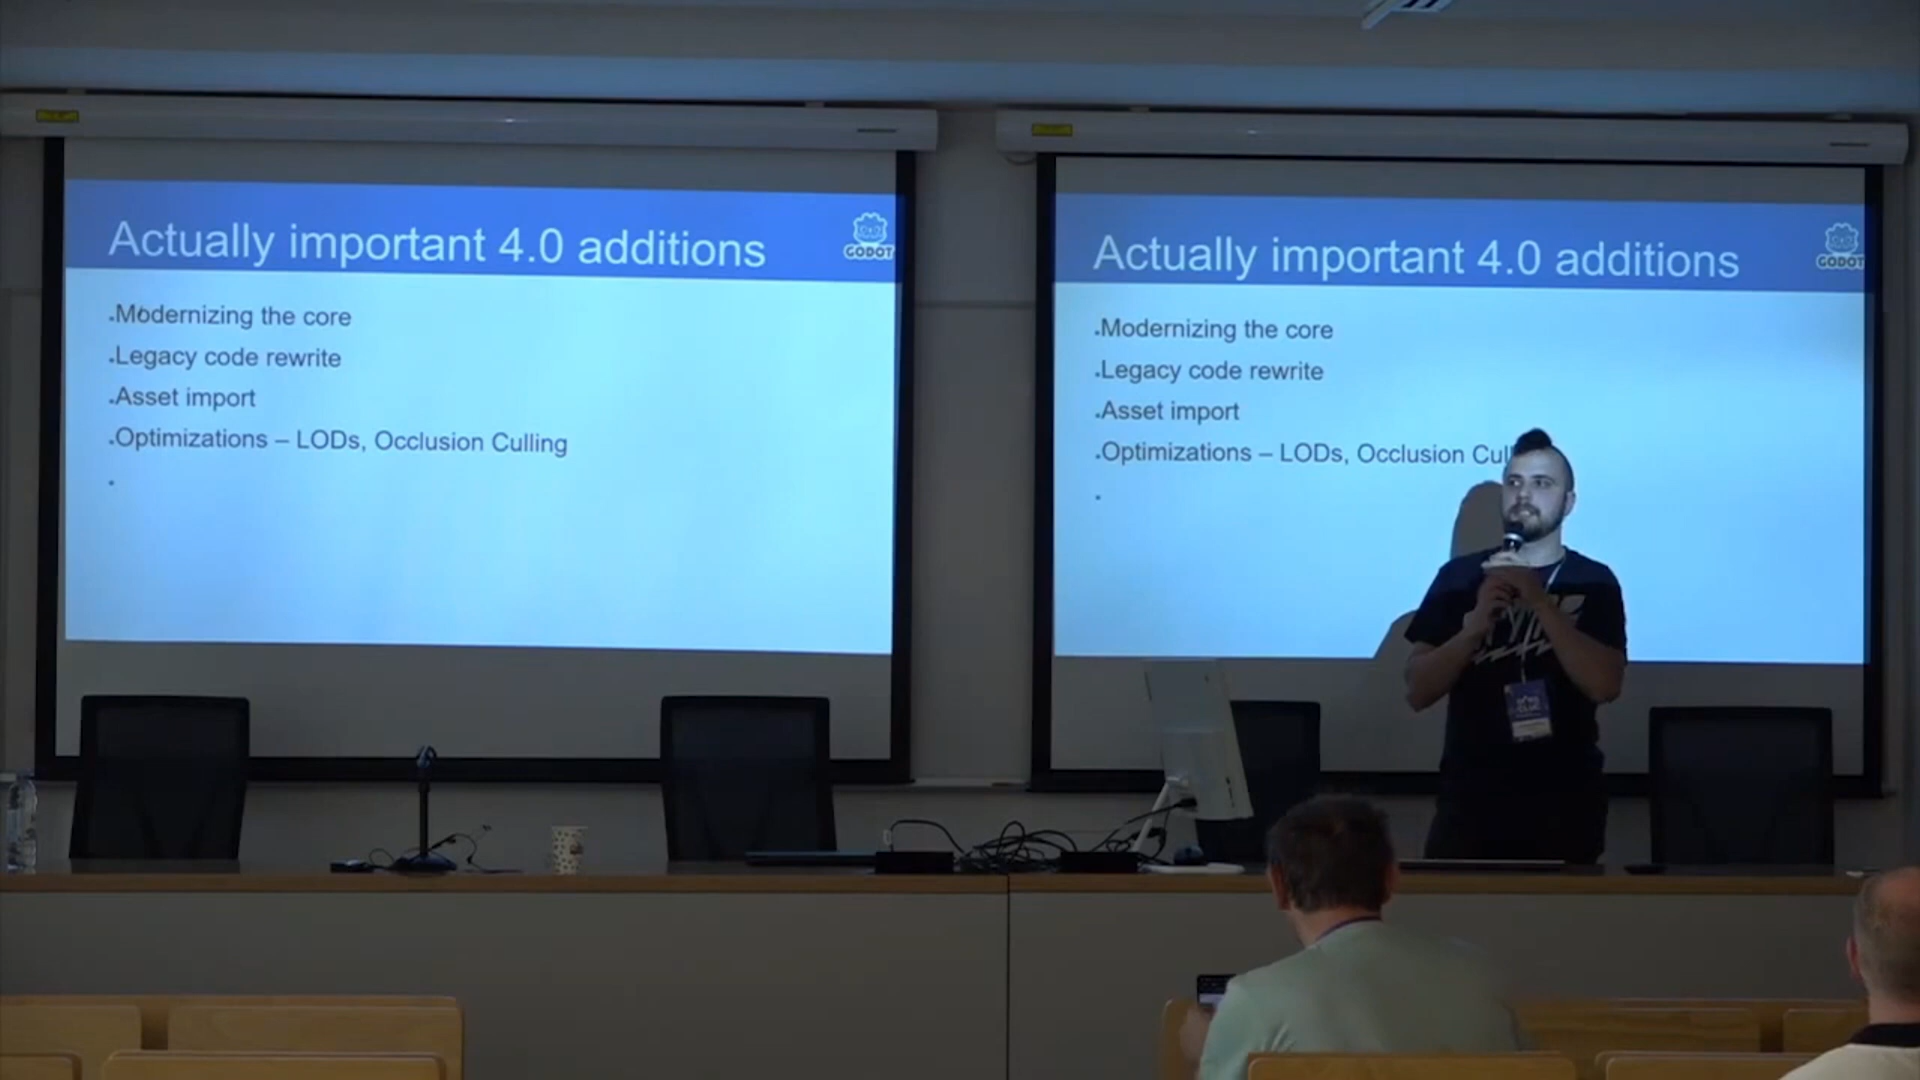 Actually important 4.0 additions
GODOT
.Modernizing the core
.Legacy code rewrite
.Asset import
.Optimizations – LODs, Occlusion Culling
.
Actually important 4.0 additions
GODOT
.Modernizing the core
.Legacy code rewrite
.Asset import
.Optimizations – LODs, Occlusion Cul
.